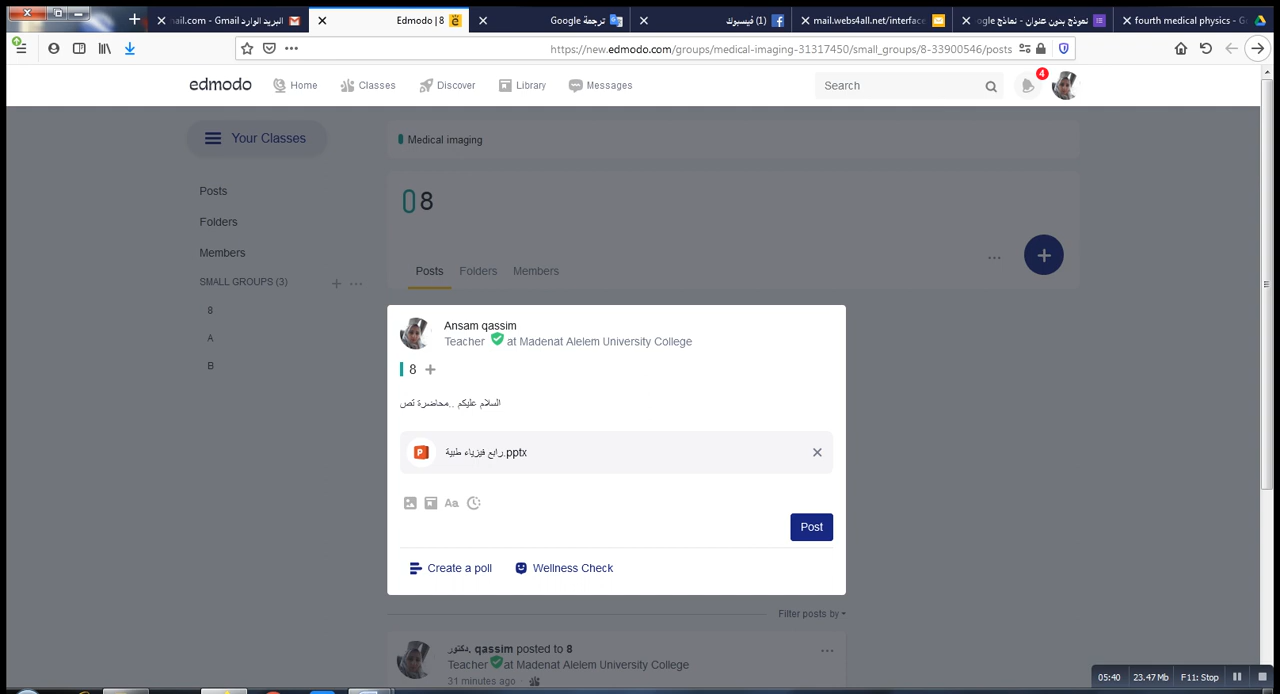 mail.com - Gmail البريد الوارد
Edmodo | 8
ترجمة Google
(1) فيسبوك
mail.webs4all.net/interface
نموذج بدون عنوان - نماذج
fourth medical physics - G
https://new.edmodo.com/groups/medical-imaging-31317450/small_groups/8-33900546/posts
edmodo
Home
Classes
Discover
Library
Messages
Search
4
Your Classes
Medical imaging
8
Posts
Folders
Members
SMALL GROUPS (3)
8
A
B
Posts
Folders
Members
Ansam qassim
Teacher at Madenat Alelem University College
8
السلام عليكم ..محاضرة تص
رابع فيزياء طبية.pptx
Aa
Post
Create a poll
Wellness Check
Filter posts by
دكتور. qassim posted to 8
Teacher at Madenat Alelem University College
31 minutes ago
05:40
23.47 Mb
F11: Stop